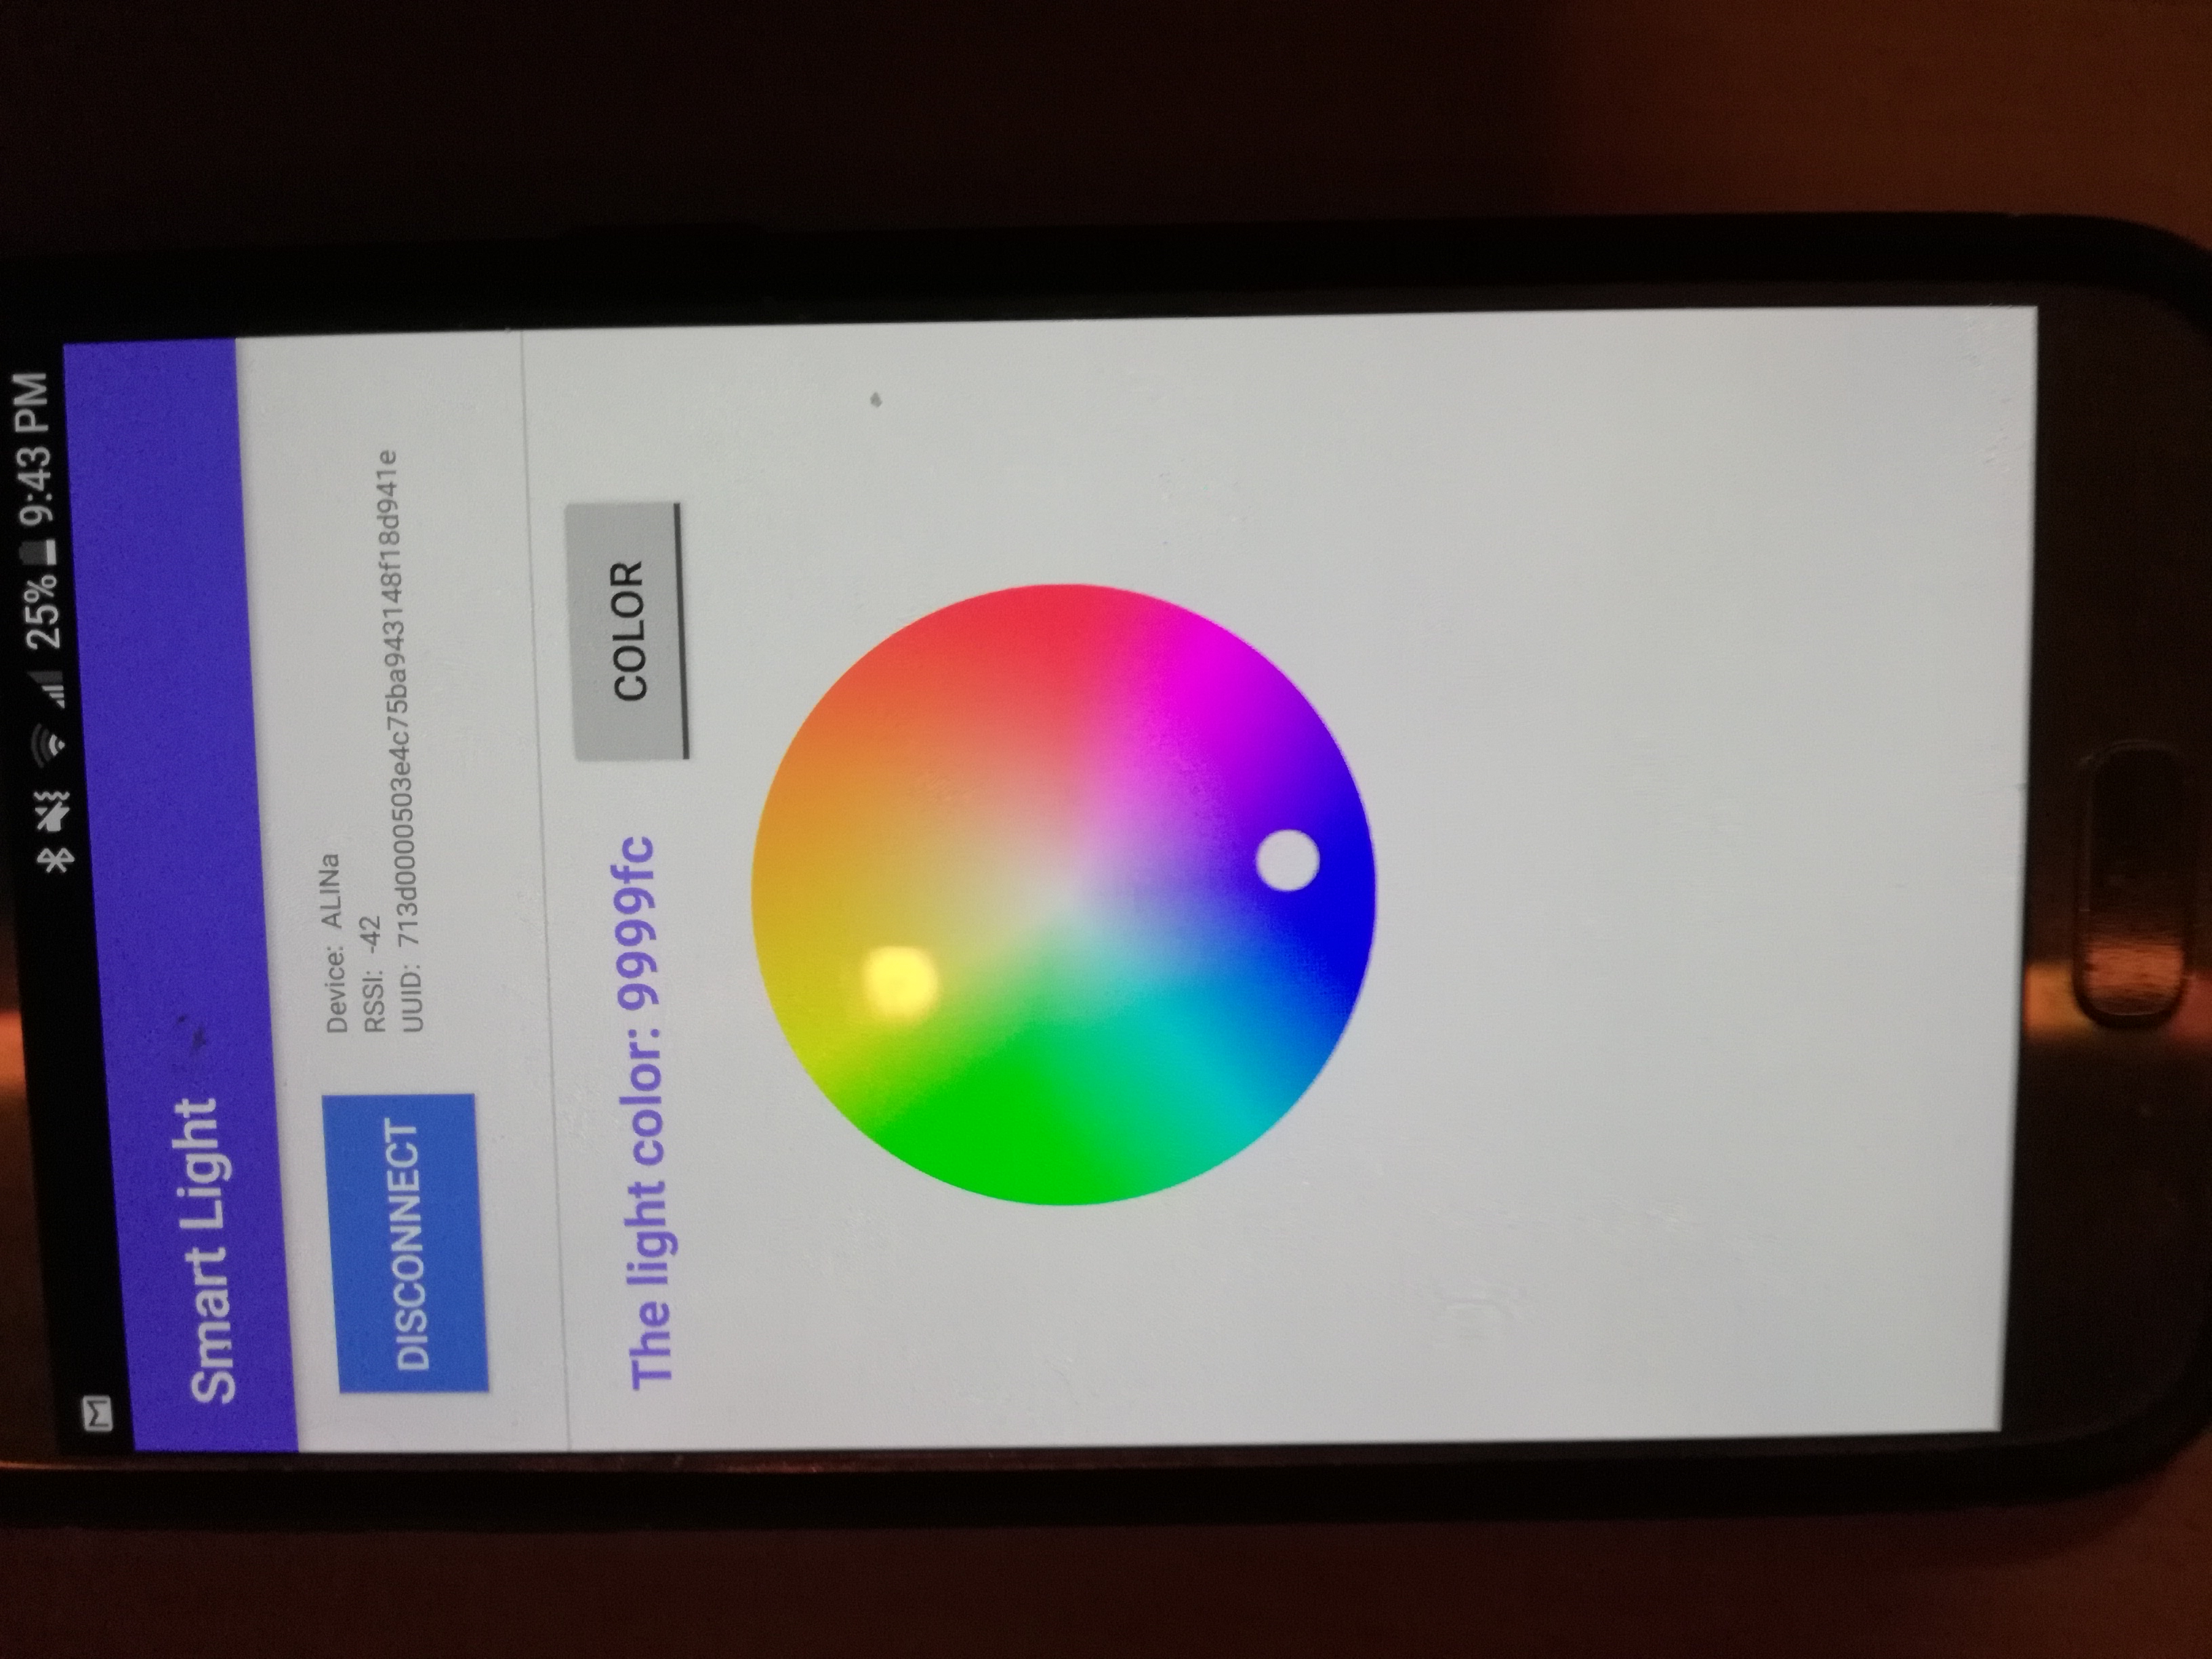 25% 9:43 PM
Smart Light
DISCONNECT
Device: ALINa
RSSI: -42
UUID: 713d0000503e4c75ba943148f18d941e
The light color: 9999fc
COLOR